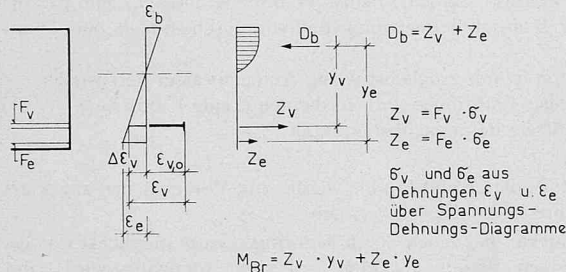 ε_b
D_b
D_b = Z_v + Z_e
y_v
y_e
F_v
F_e
Z_v
Z_e
Z_v = F_v · σ_v
Z_e = F_e · σ_e
Δε_v
ε_v,o
ε_v
ε_e
σ_v und σ_e aus
Dehnungen ε_v u. ε_e
über Spannungs-
Dehnungs-Diagramme
M_Br = Z_v · y_v + Z_e · y_e